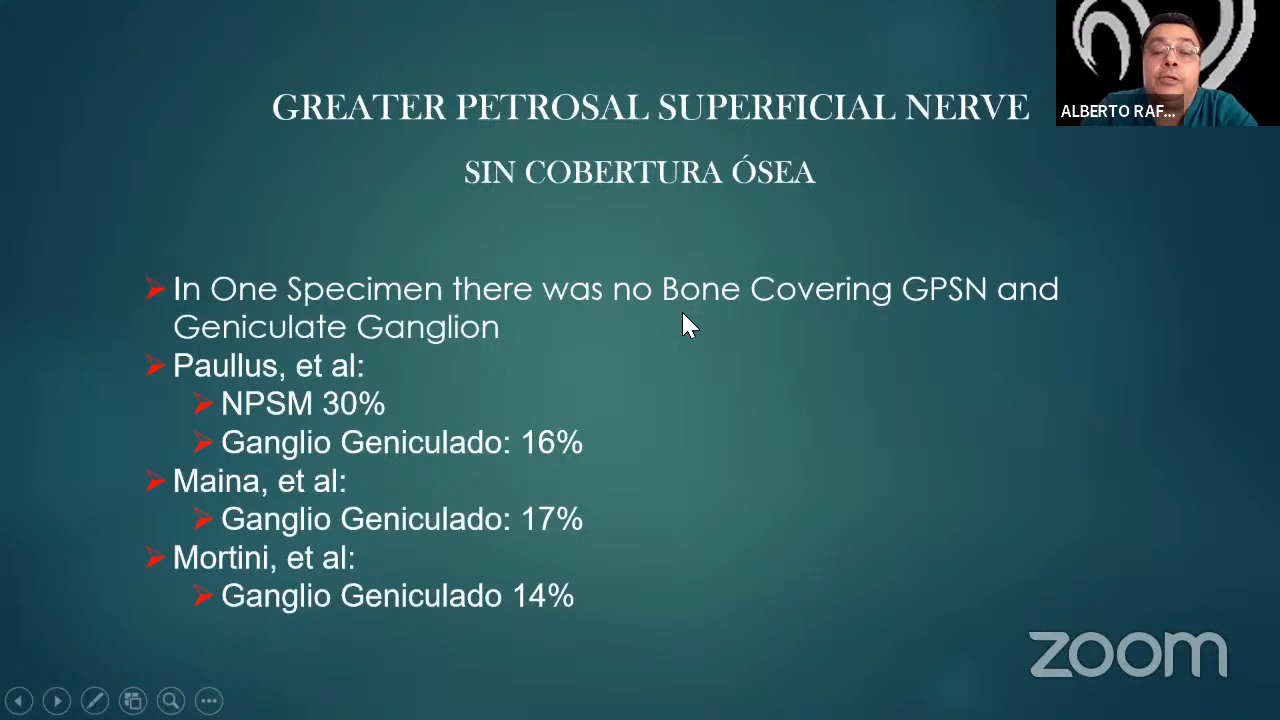 GREATER PETROSAL SUPERFICIAL NERVE
SIN COBERTURA ÓSEA
ALBERTO RAF...
In One Specimen there was no Bone Covering GPSN and
Geniculate Ganglion
Paullus, et al:
NPSM 30%
Ganglio Geniculado: 16%
Maina, et al:
Ganglio Geniculado: 17%
Mortini, et al:
Ganglio Geniculado 14%
zoom